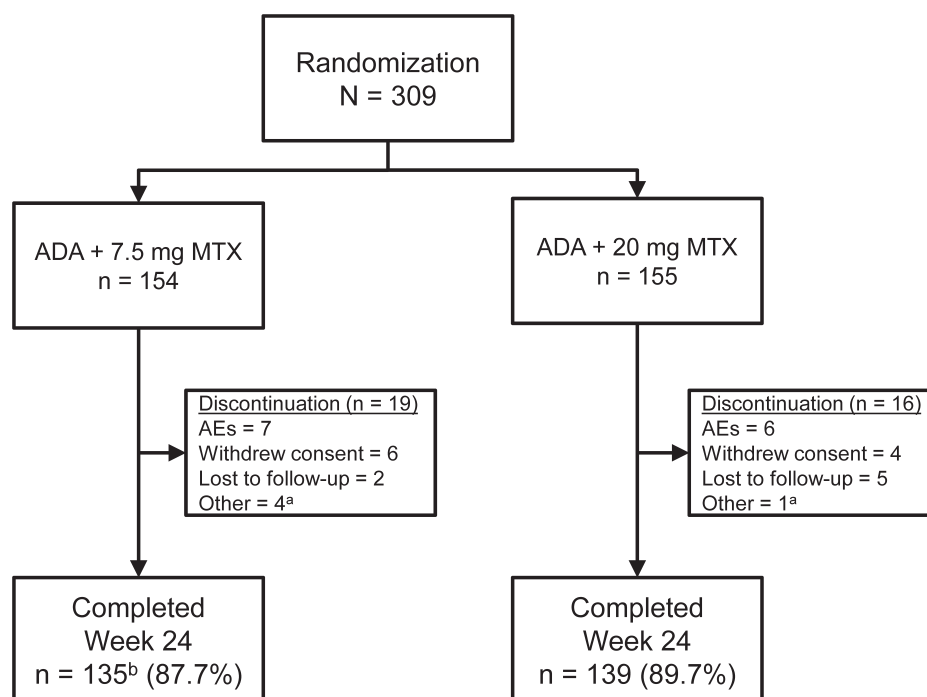 Randomization
N = 309
ADA + 7.5 mg MTX
n = 154
ADA + 20 mg MTX
n = 155
Discontinuation (n = 19)
AEs = 7
Withdrew consent = 6
Lost to follow-up = 2
Other = 4ᵃ
Discontinuation (n = 16)
AEs = 6
Withdrew consent = 4
Lost to follow-up = 5
Other = 1ᵃ
Completed
Week 24
n = 135ᵇ (87.7%)
Completed
Week 24
n = 139 (89.7%)